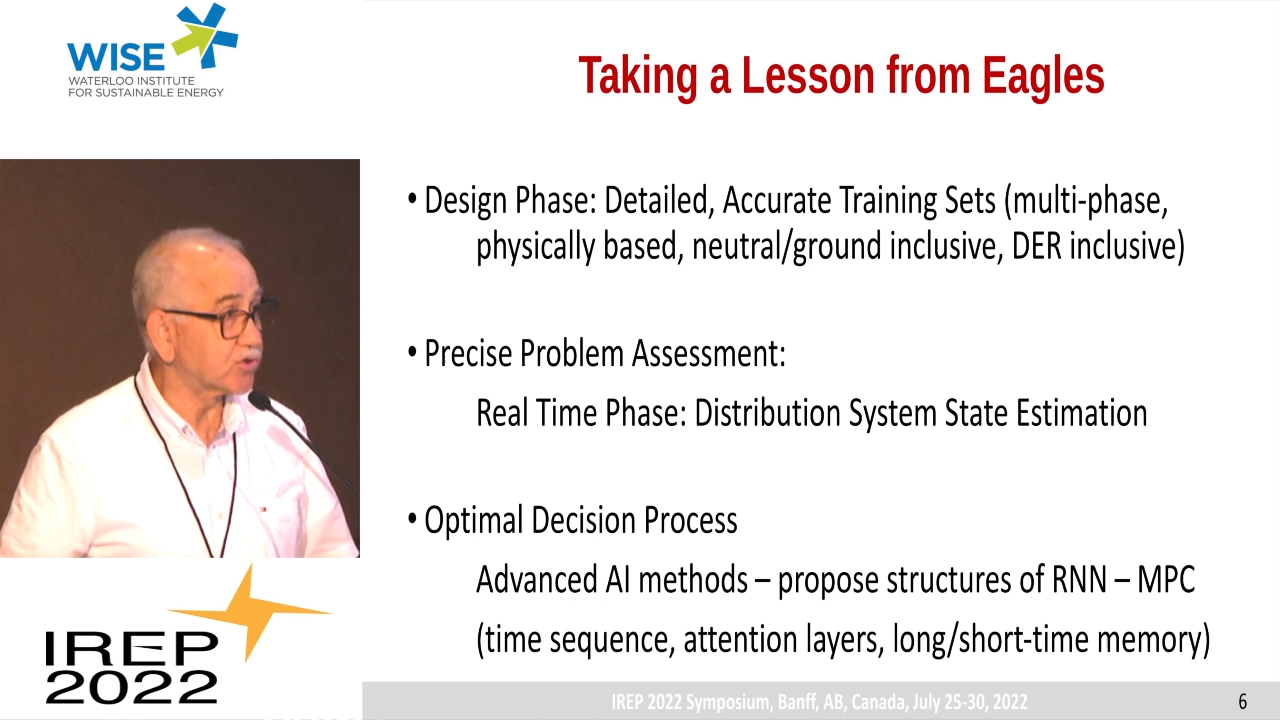 WISE
WATERLOO INSTITUTE
FOR SUSTAINABLE ENERGY
Taking a Lesson from Eagles
• Design Phase: Detailed, Accurate Training Sets (multi-phase,
physically based, neutral/ground inclusive, DER inclusive)
• Precise Problem Assessment:
Real Time Phase: Distribution System State Estimation
• Optimal Decision Process
Advanced AI methods – propose structures of RNN – MPC
(time sequence, attention layers, long/short-time memory)
IREP
2022
IREP 2022 Symposium, Banff, AB, Canada, July 25-30, 2022
6